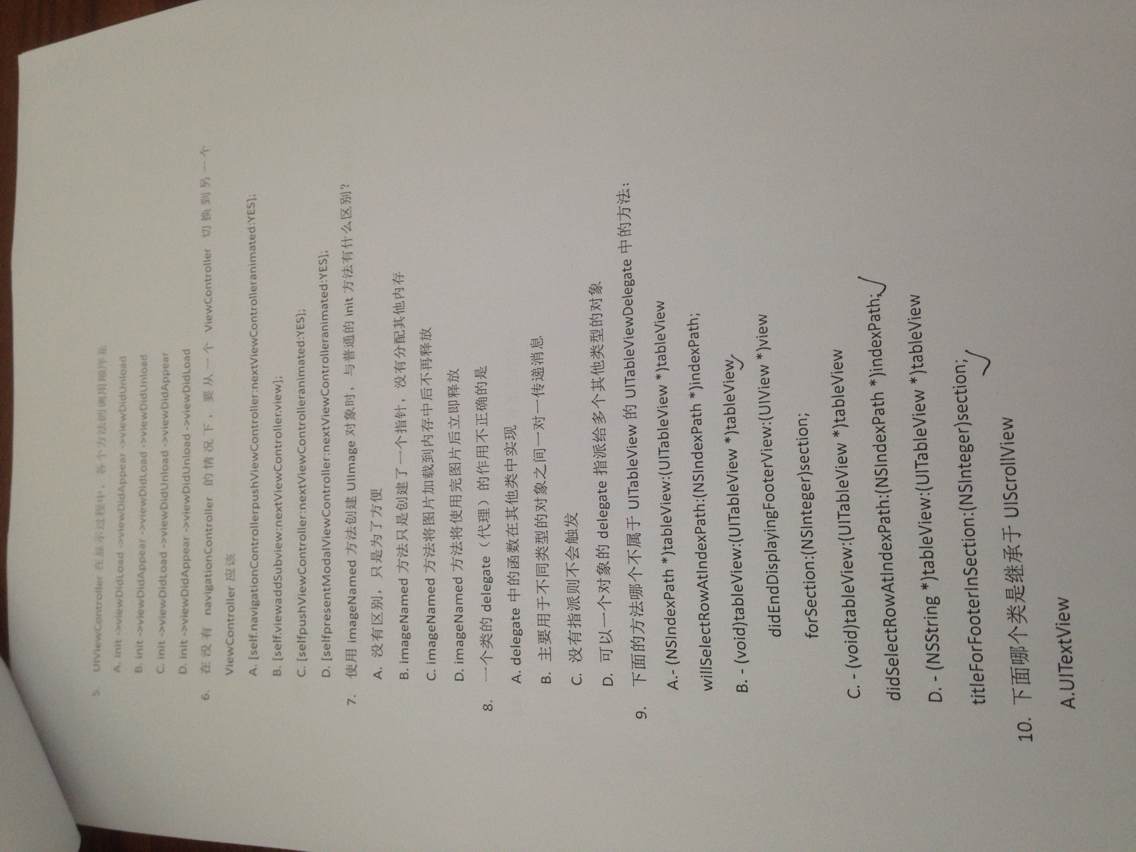 5. UIViewController 在显示过程中，各个方法的调用顺序是
A. init ->viewDidLoad ->viewDidAppear ->viewDidUnload
B. init ->viewDidAppear ->viewDidLoad ->viewDidUnload
C. init ->viewDidLoad ->viewDidUnload ->viewDidAppear
D. init ->viewDidAppear ->viewDidUnload ->viewDidLoad
6. 在没有 navigationController 的情况下，要从一个 ViewController 切换到另一个
ViewController 应该
A. [self.navigationControllerpushViewController:nextViewControlleranimated:YES];
B. [self.viewaddSubview:nextViewController.view];
C. [selfpushViewController:nextViewControlleranimated:YES];
D. [selfpresentModalViewController:nextViewControlleranimated:YES];
7. 使用 imageNamed 方法创建 UIImage 对象时，与普通的 init 方法有什么区别？
A. 没有区别，只是为了方便
B. imageNamed 方法只是创建了一个指针，没有分配其他内存
C. imageNamed 方法将图片加载到内存中后不再释放
D. imageNamed 方法将使用完图片后立即释放
8. 一个类的 delegate（代理）的作用不正确的是
A. delegate 中的函数在其他类中实现
B. 主要用于不同类型的对象之间一对一传递消息
C. 没有指派则不会触发
D. 可以一个对象的 delegate 指派给多个其他类型的对象
9. 下面的方法哪个不属于 UITableView 的 UITableViewDelegate 中的方法：
A.- (NSIndexPath *)tableView:(UITableView *)tableView
willSelectRowAtIndexPath:(NSIndexPath *)indexPath;
B. - (void)tableView:(UITableView *)tableView
didEndDisplayingFooterView:(UIView *)view
forSection:(NSInteger)section;
C. - (void)tableView:(UITableView *)tableView
didSelectRowAtIndexPath:(NSIndexPath *)indexPath;
D. - (NSString *)tableView:(UITableView *)tableView
titleForFooterInSection:(NSInteger)section;
10. 下面哪个类是继承于 UIScrollView
A.UITextView